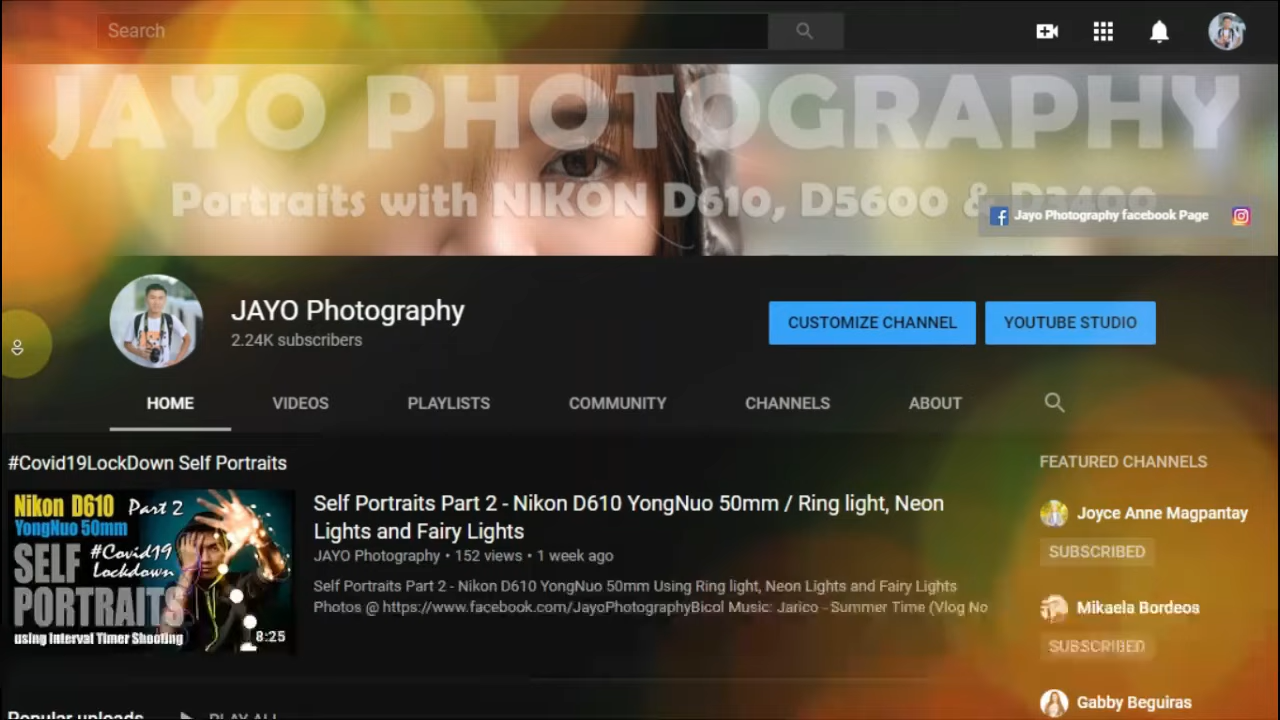 Search
JAYO PHOTOGRAPHY
Portraits with NIKON D610, D5600 & D3400
Jayo Photography facebook Page
JAYO Photography
2.24K subscribers
CUSTOMIZE CHANNEL
YOUTUBE STUDIO
HOME
VIDEOS
PLAYLISTS
COMMUNITY
CHANNELS
ABOUT
#Covid19LockDown Self Portraits
Nikon D610 Part 2
YongNuo 50mm
#Covid19
Lockdown
SELF
PORTRAITS
using Interval Timer Shooting
8:25
Self Portraits Part 2 - Nikon D610 YongNuo 50mm / Ring light, Neon
Lights and Fairy Lights
JAYO Photography • 152 views • 1 week ago
Self Portraits Part 2 - Nikon D610 YongNuo 50mm Using Ring light, Neon Lights and Fairy Lights
Photos @ https://www.facebook.com/JayoPhotographyBicol Music: Jarico - Summer Time (Vlog No
FEATURED CHANNELS
Joyce Anne Magpantay
SUBSCRIBED
Mikaela Bordeos
SUBSCRIBED
Gabby Beguiras
Popular uploads
PLAY ALL